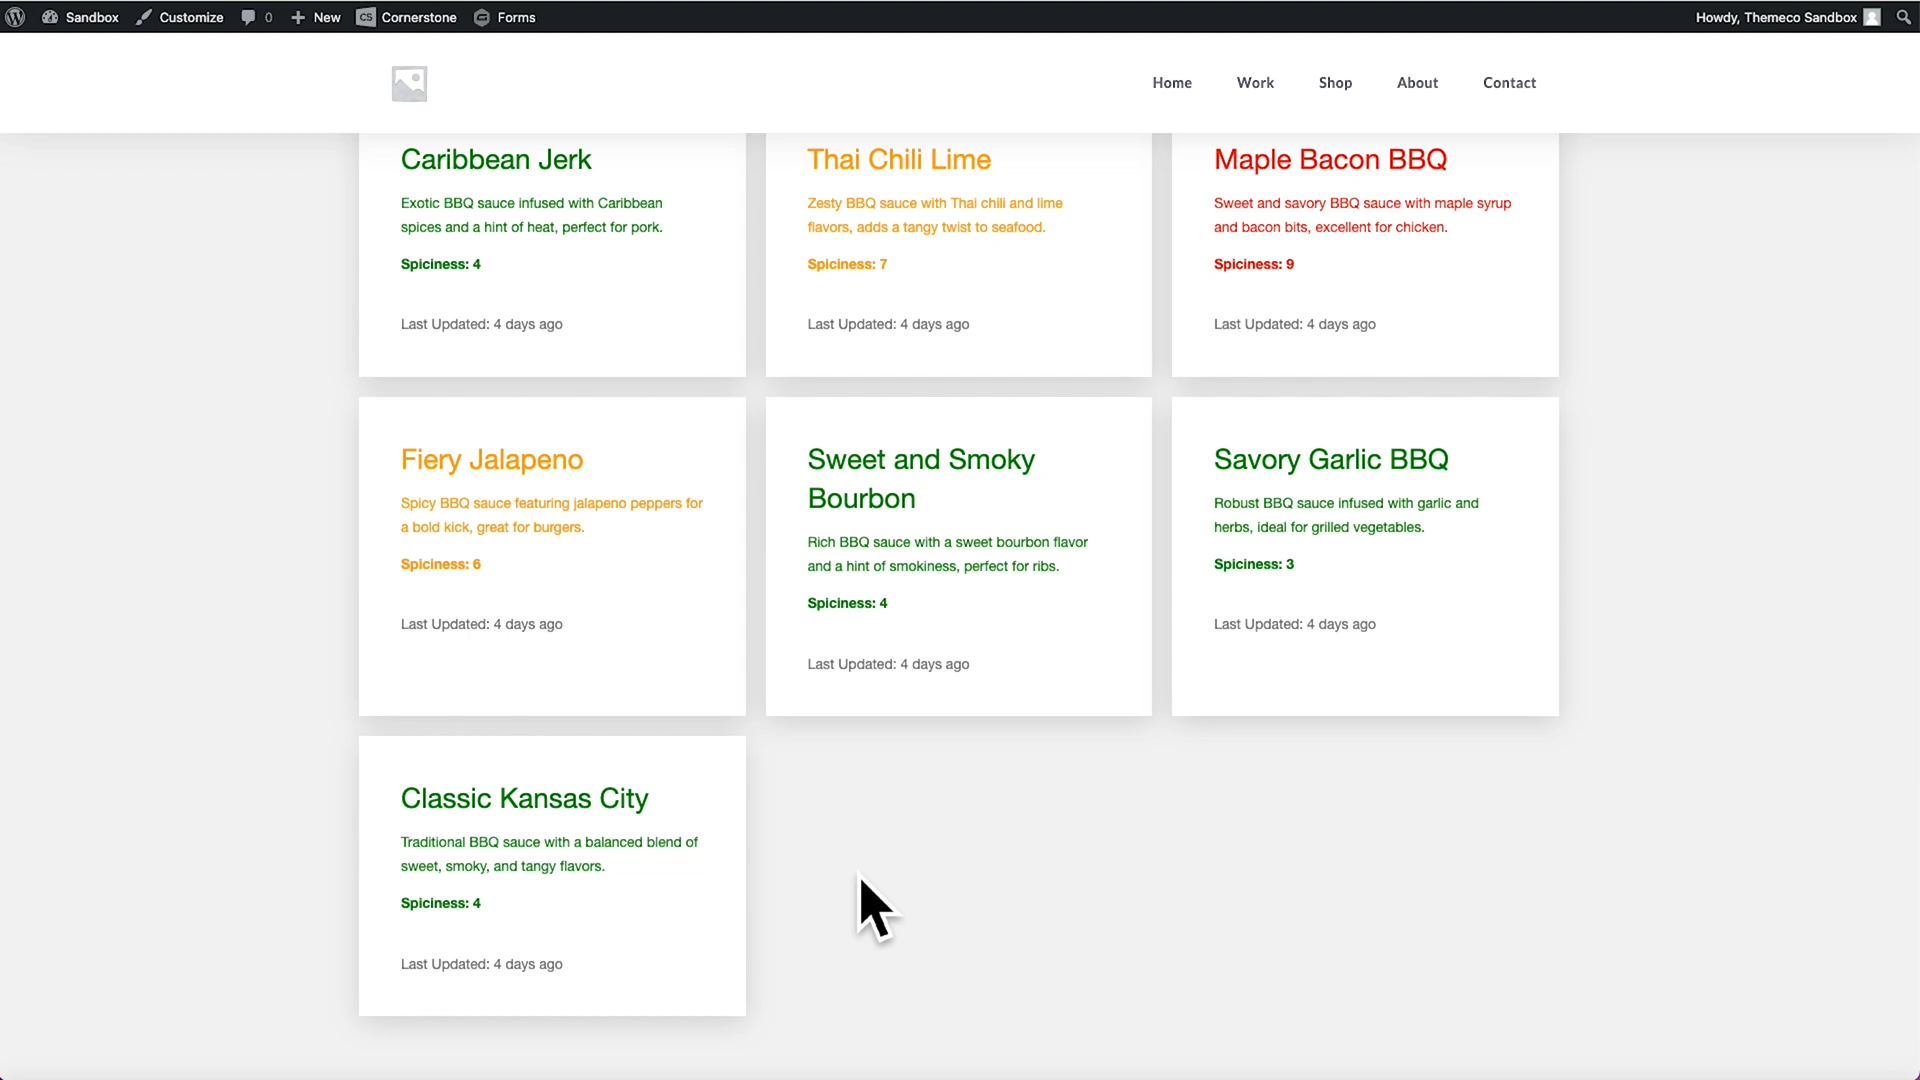 Sandbox Customize 0 New CS Cornerstone Forms Howdy, Themeco Sandbox
Home Work Shop About Contact
Caribbean Jerk
Exotic BBQ sauce infused with Caribbean
spices and a hint of heat, perfect for pork.
Spiciness: 4
Last Updated: 4 days ago
Thai Chili Lime
Zesty BBQ sauce with Thai chili and lime
flavors, adds a tangy twist to seafood.
Spiciness: 7
Last Updated: 4 days ago
Maple Bacon BBQ
Sweet and savory BBQ sauce with maple syrup
and bacon bits, excellent for chicken.
Spiciness: 9
Last Updated: 4 days ago
Fiery Jalapeno
Spicy BBQ sauce featuring jalapeno peppers for
a bold kick, great for burgers.
Spiciness: 6
Last Updated: 4 days ago
Sweet and Smoky
Bourbon
Rich BBQ sauce with a sweet bourbon flavor
and a hint of smokiness, perfect for ribs.
Spiciness: 4
Last Updated: 4 days ago
Savory Garlic BBQ
Robust BBQ sauce infused with garlic and
herbs, ideal for grilled vegetables.
Spiciness: 3
Last Updated: 4 days ago
Classic Kansas City
Traditional BBQ sauce with a balanced blend of
sweet, smoky, and tangy flavors.
Spiciness: 4
Last Updated: 4 days ago